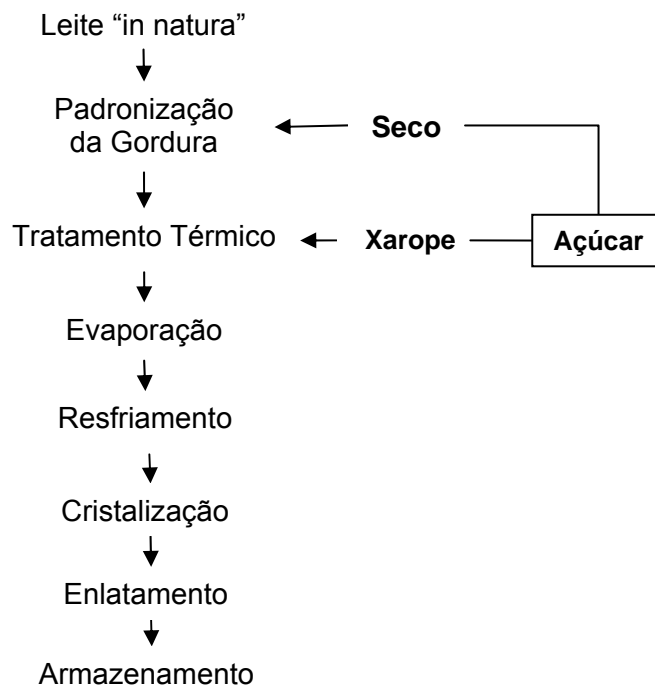 Leite “in natura”
Padronização
da Gordura
Seco
Tratamento Térmico
Xarope
Açúcar
Evaporação
Resfriamento
Cristalização
Enlatamento
Armazenamento